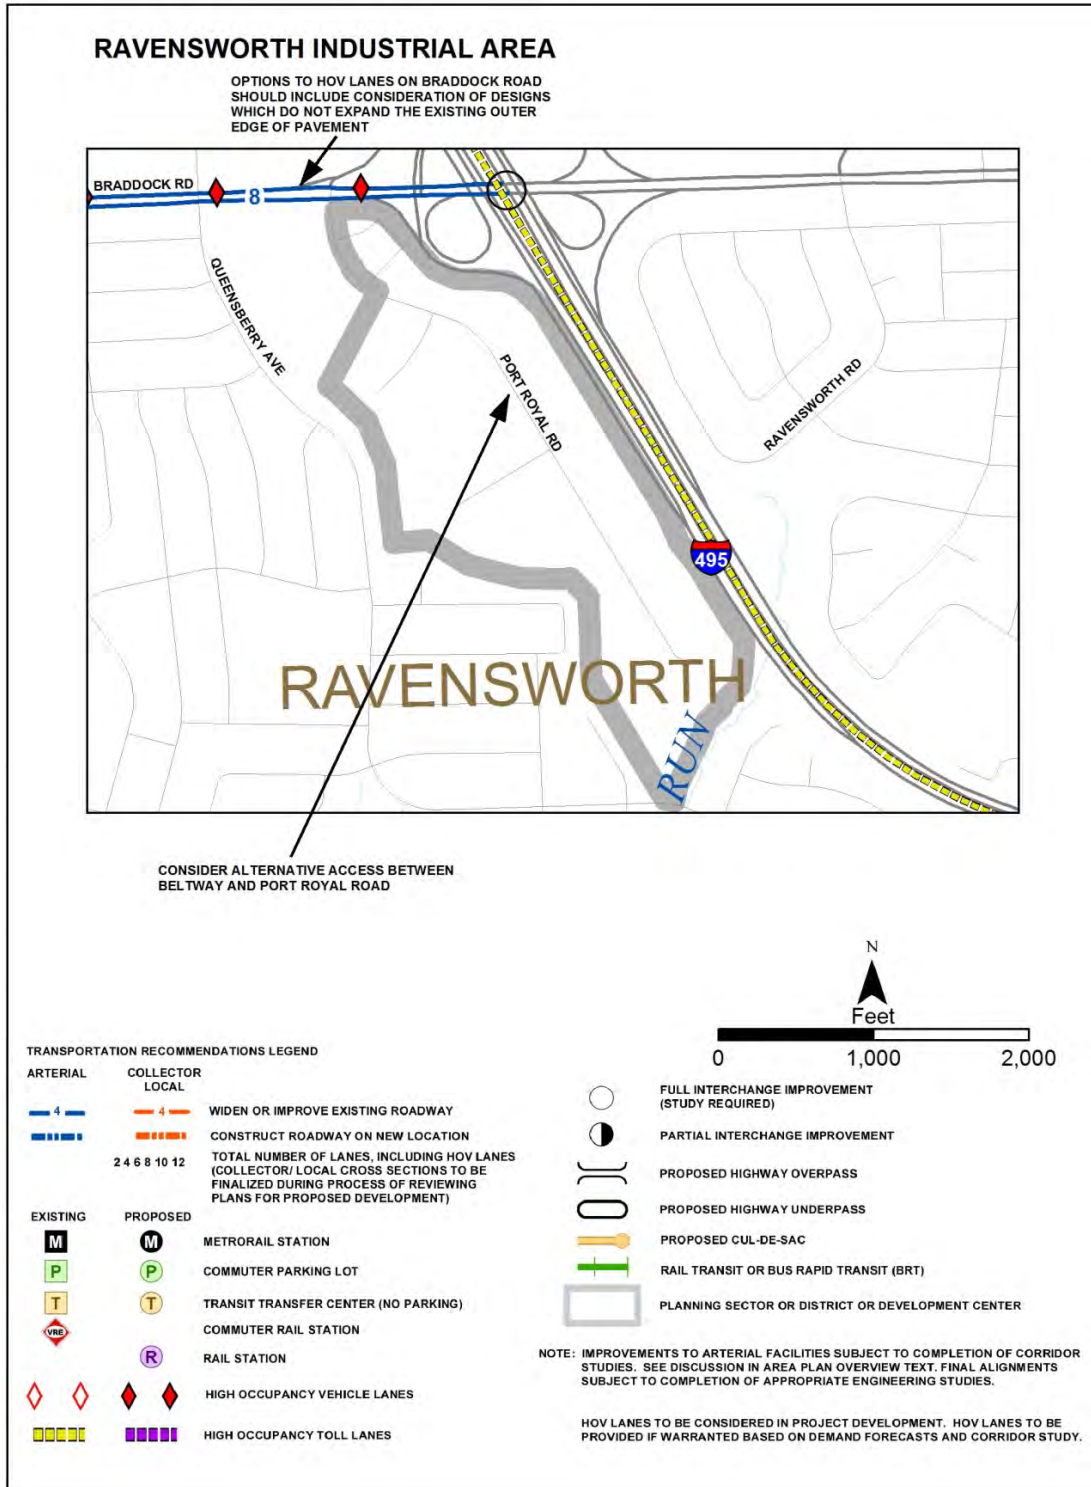 RAVENSWORTH INDUSTRIAL AREA
OPTIONS TO HOV LANES ON BRADDOCK ROAD
SHOULD INCLUDE CONSIDERATION OF DESIGNS
WHICH DO NOT EXPAND THE EXISTING OUTER
EDGE OF PAVEMENT
BRADDOCK RD
8
QUEENSBERRY AVE
PORT ROYAL RD
RAVENSWORTH RD
495
RAVENSWORTH
RUN
CONSIDER ALTERNATIVE ACCESS BETWEEN
BELTWAY AND PORT ROYAL ROAD
N
Feet
0 1,000 2,000
TRANSPORTATION RECOMMENDATIONS LEGEND
ARTERIAL COLLECTOR
LOCAL
4 4 WIDEN OR IMPROVE EXISTING ROADWAY
CONSTRUCT ROADWAY ON NEW LOCATION
2 4 6 8 10 12 TOTAL NUMBER OF LANES, INCLUDING HOV LANES
(COLLECTOR/ LOCAL CROSS SECTIONS TO BE
FINALIZED DURING PROCESS OF REVIEWING
PLANS FOR PROPOSED DEVELOPMENT)
EXISTING PROPOSED
M M METRORAIL STATION
P P COMMUTER PARKING LOT
T T TRANSIT TRANSFER CENTER (NO PARKING)
VRE COMMUTER RAIL STATION
R RAIL STATION
HIGH OCCUPANCY VEHICLE LANES
HIGH OCCUPANCY TOLL LANES
FULL INTERCHANGE IMPROVEMENT
(STUDY REQUIRED)
PARTIAL INTERCHANGE IMPROVEMENT
PROPOSED HIGHWAY OVERPASS
PROPOSED HIGHWAY UNDERPASS
PROPOSED CUL-DE-SAC
RAIL TRANSIT OR BUS RAPID TRANSIT (BRT)
PLANNING SECTOR OR DISTRICT OR DEVELOPMENT CENTER
NOTE: IMPROVEMENTS TO ARTERIAL FACILITIES SUBJECT TO COMPLETION OF CORRIDOR
STUDIES. SEE DISCUSSION IN AREA PLAN OVERVIEW TEXT. FINAL ALIGNMENTS
SUBJECT TO COMPLETION OF APPROPRIATE ENGINEERING STUDIES.
HOV LANES TO BE CONSIDERED IN PROJECT DEVELOPMENT. HOV LANES TO BE
PROVIDED IF WARRANTED BASED ON DEMAND FORECASTS AND CORRIDOR STUDY.